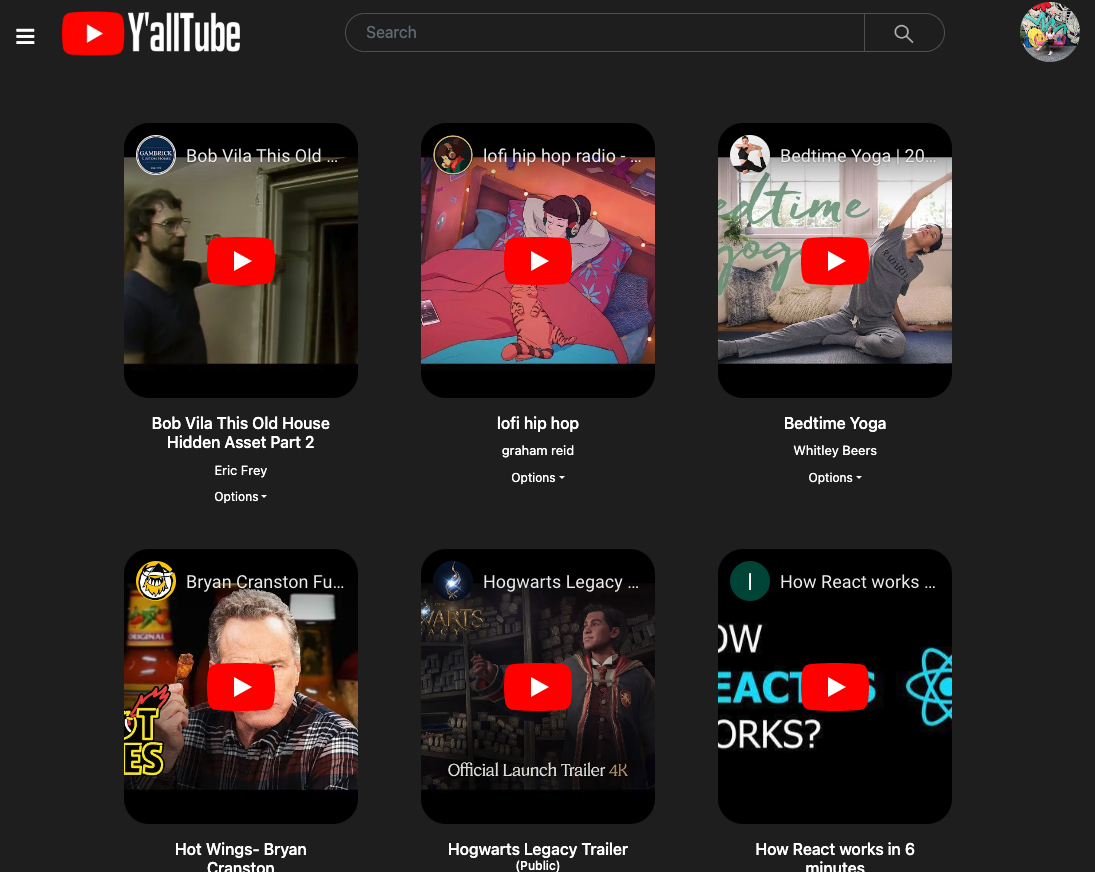 Y'allTube
Search
GAMBRICK
Bob Vila This Old ...
lofi hip hop radio - ...
Bedtime Yoga | 20...
edtime
yoga
Bob Vila This Old House
Hidden Asset Part 2
Eric Frey
Options
lofi hip hop
graham reid
Options
Bedtime Yoga
Whitley Beers
Options
Bryan Cranston Fu...
ORIGINAL
OT
ES
Hogwarts Legacy ...
WARTS
Official Launch Trailer 4K
I
How React works ...
OW
EACT S
ORKS?
Hot Wings- Bryan
Cranston
Hogwarts Legacy Trailer
(Public)
How React works in 6
minutes